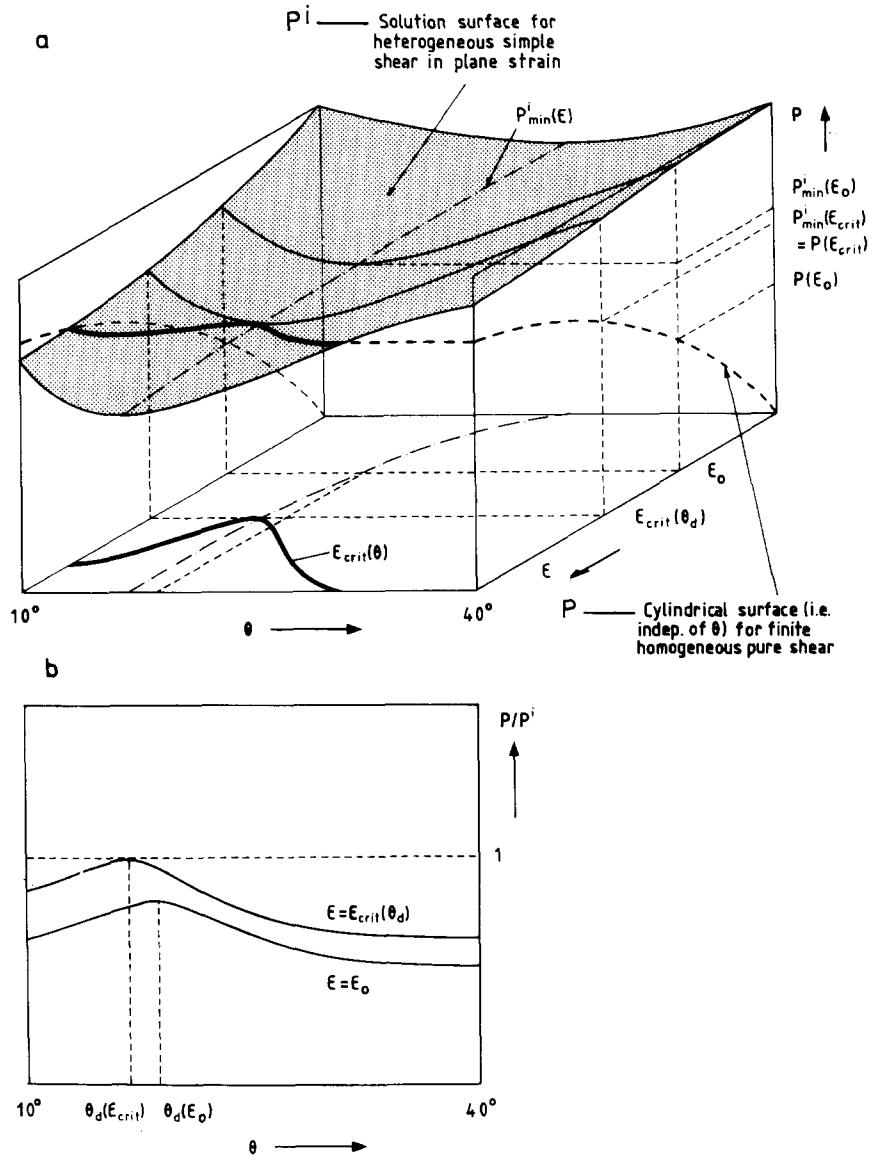 a
Pⁱ — Solution surface for
heterogeneous simple
shear in plane strain
Pⁱmin(ε)
P
Pⁱmin(ε₀)
Pⁱmin(εcrit)
= P(εcrit)
P(ε₀)
ε₀
εcrit(θd)
εcrit(θ)
ε
10°
40°
θ
P — Cylindrical surface (i.e.
indep. of θ) for finite
homogeneous pure shear
b
P/Pⁱ
1
ε=εcrit(θd)
ε=ε₀
10°
θd(εcrit)
θd(ε₀)
40°
θ